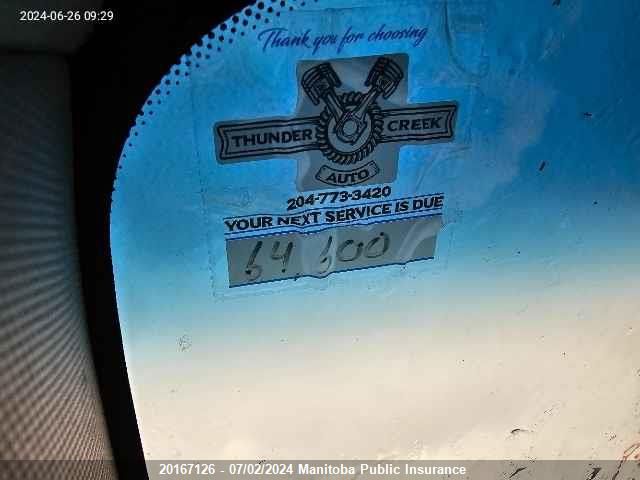 2024-06-26 09:29
Thank you for choosing
THUNDER CREEK
AUTO
204-773-3420
YOUR NEXT SERVICE IS DUE
64,600
20167126 - 07/02/2024 Manitoba Public Insurance